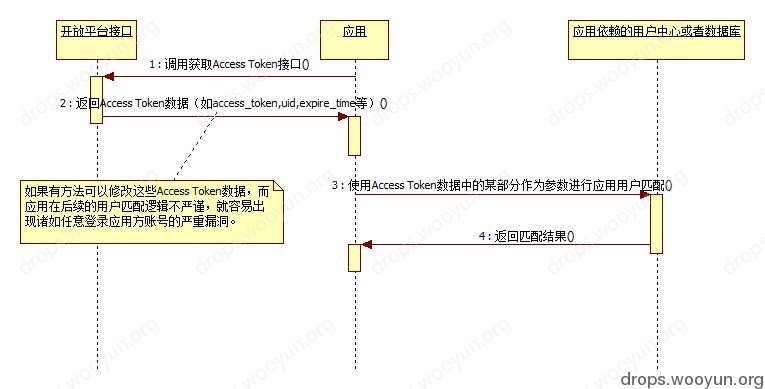 开放平台接口
应用
应用依赖的用户中心或者数据库
1 : 调用获取Access Token接口()
2 : 返回Access Token数据（如access_token,uid,expire_time等）()
如果有方法可以修改这些Access Token数据，而
应用在后续的用户匹配逻辑不严谨，就容易出
现诸如任意登录应用方账号的严重漏洞。
3 : 使用Access Token数据中的某部分作为参数进行应用用户匹配()
4 : 返回匹配结果()
drops.wooyun.org